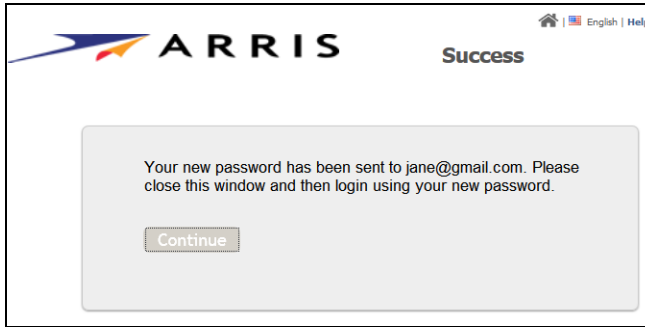 | English | Help
ARRIS
Success
Your new password has been sent to jane@gmail.com. Please
close this window and then login using your new password.
Continue